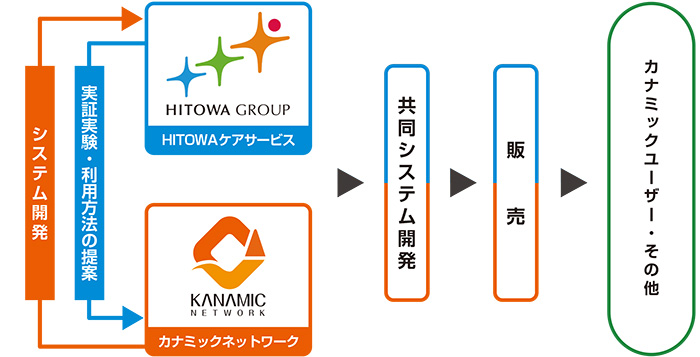 システム開発
実証実験・利用方法の提案
HITOWA GROUP
HITOWAケアサービス
KANAMIC
NETWORK
カナミックネットワーク
共同システム開発
販売
カナミックユーザー・その他